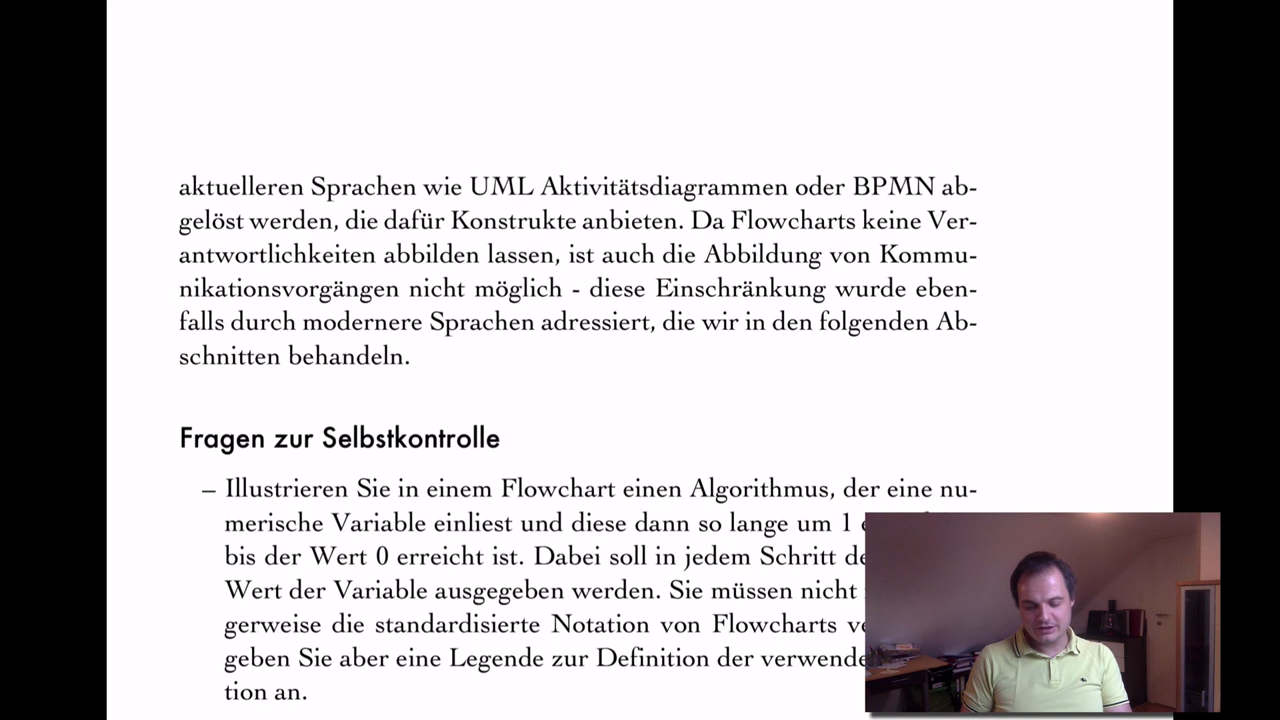 aktuelleren Sprachen wie UML Aktivitätsdiagrammen oder BPMN ab-
gelöst werden, die dafür Konstrukte anbieten. Da Flowcharts keine Ver-
antwortlichkeiten abbilden lassen, ist auch die Abbildung von Kommu-
nikationsvorgängen nicht möglich - diese Einschränkung wurde eben-
falls durch modernere Sprachen adressiert, die wir in den folgenden Ab-
schnitten behandeln.
Fragen zur Selbstkontrolle
– Illustrieren Sie in einem Flowchart einen Algorithmus, der eine nu-
merische Variable einliest und diese dann so lange um 1
bis der Wert 0 erreicht ist. Dabei soll in jedem Schritt
Wert der Variable ausgegeben werden. Sie müssen nicht
gerweise die standardisierte Notation von Flowcharts
geben Sie aber eine Legende zur Definition der
tion an.